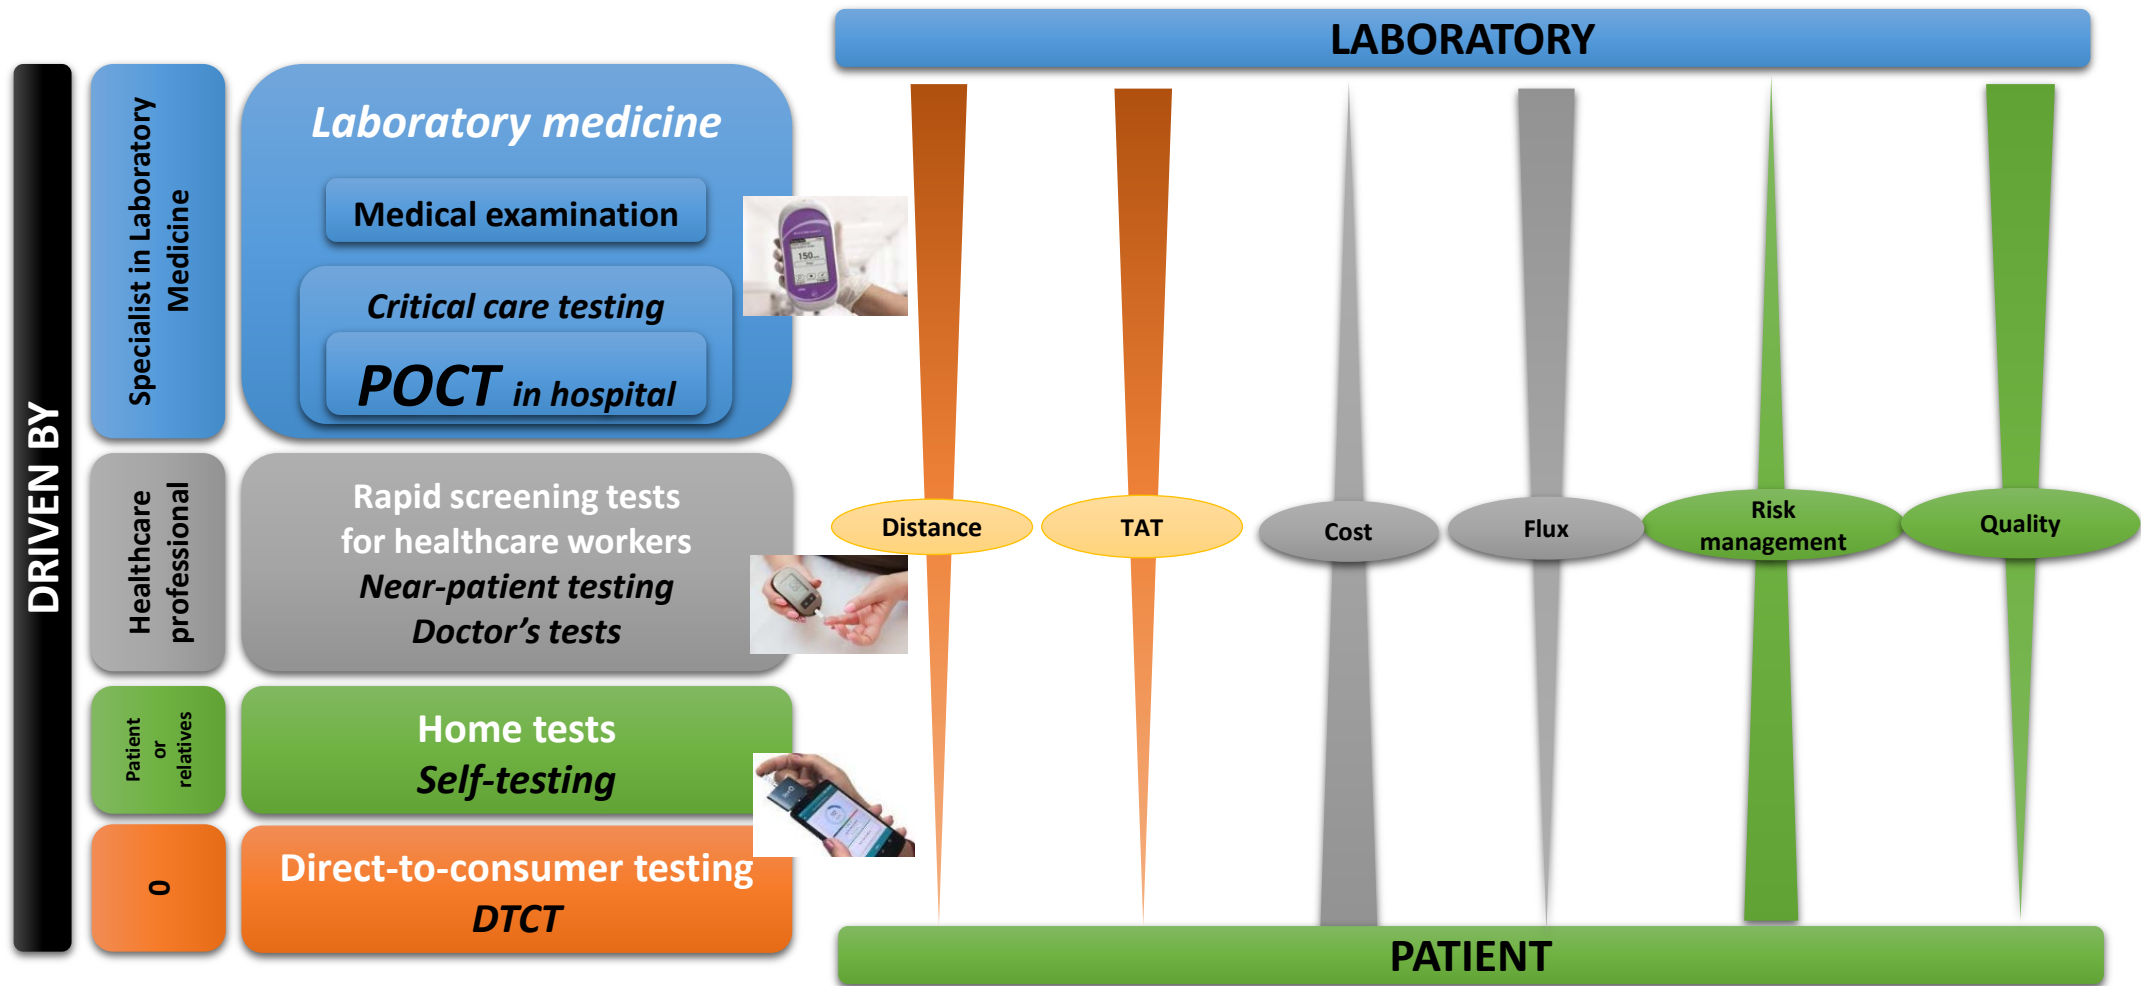 LABORATORY
DRIVEN BY
Specialist in Laboratory
Medicine
Laboratory medicine
Medical examination
Critical care testing
POCT in hospital
150
Healthcare
professional
Rapid screening tests
for healthcare workers
Near-patient testing
Doctor's tests
Distance
TAT
Cost
Flux
Risk
management
Quality
Patient
or
relatives
Home tests
Self-testing
0
Direct-to-consumer testing
DTCT
PATIENT